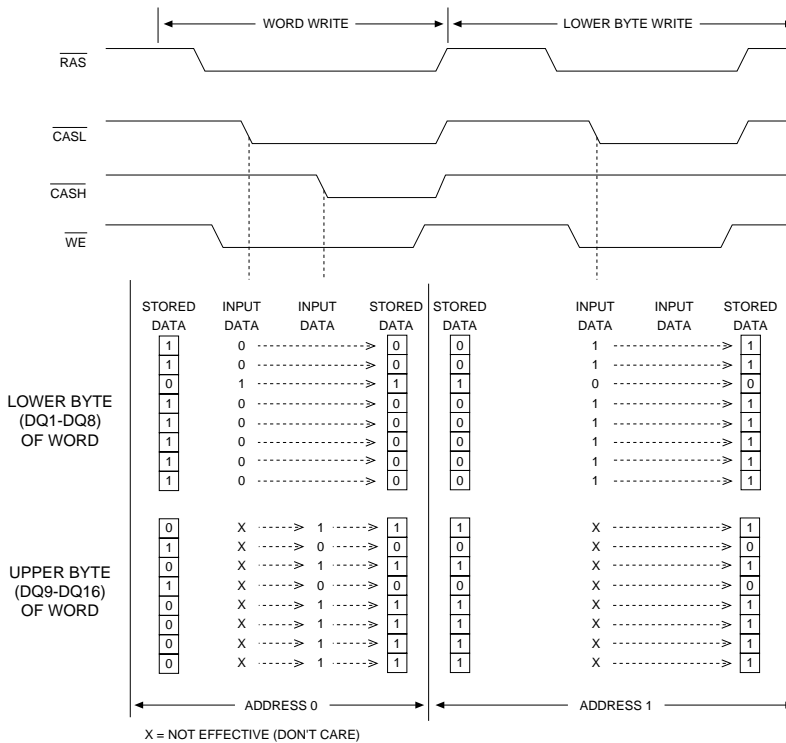 WORD WRITE LOWER BYTE WRITE
RAS
CASL
CASH
WE
STORED INPUT INPUT STORED STORED INPUT INPUT STORED
DATA DATA DATA DATA DATA DATA DATA DATA
LOWER BYTE
(DQ1-DQ8)
OF WORD
1 0 0 0 1 1
1 0 0 0 1 1
0 1 1 1 0 0
1 0 0 0 1 1
1 0 0 0 1 1
1 0 0 0 1 1
1 0 0 0 1 1
1 0 0 0 1 1
UPPER BYTE
(DQ9-DQ16)
OF WORD
0 X 1 1 1 X 1
1 X 0 0 0 X 0
0 X 1 1 1 X 1
1 X 0 0 0 X 0
0 X 1 1 1 X 1
0 X 1 1 1 X 1
0 X 1 1 1 X 1
0 X 1 1 1 X 1
ADDRESS 0 ADDRESS 1
X = NOT EFFECTIVE (DON'T CARE)